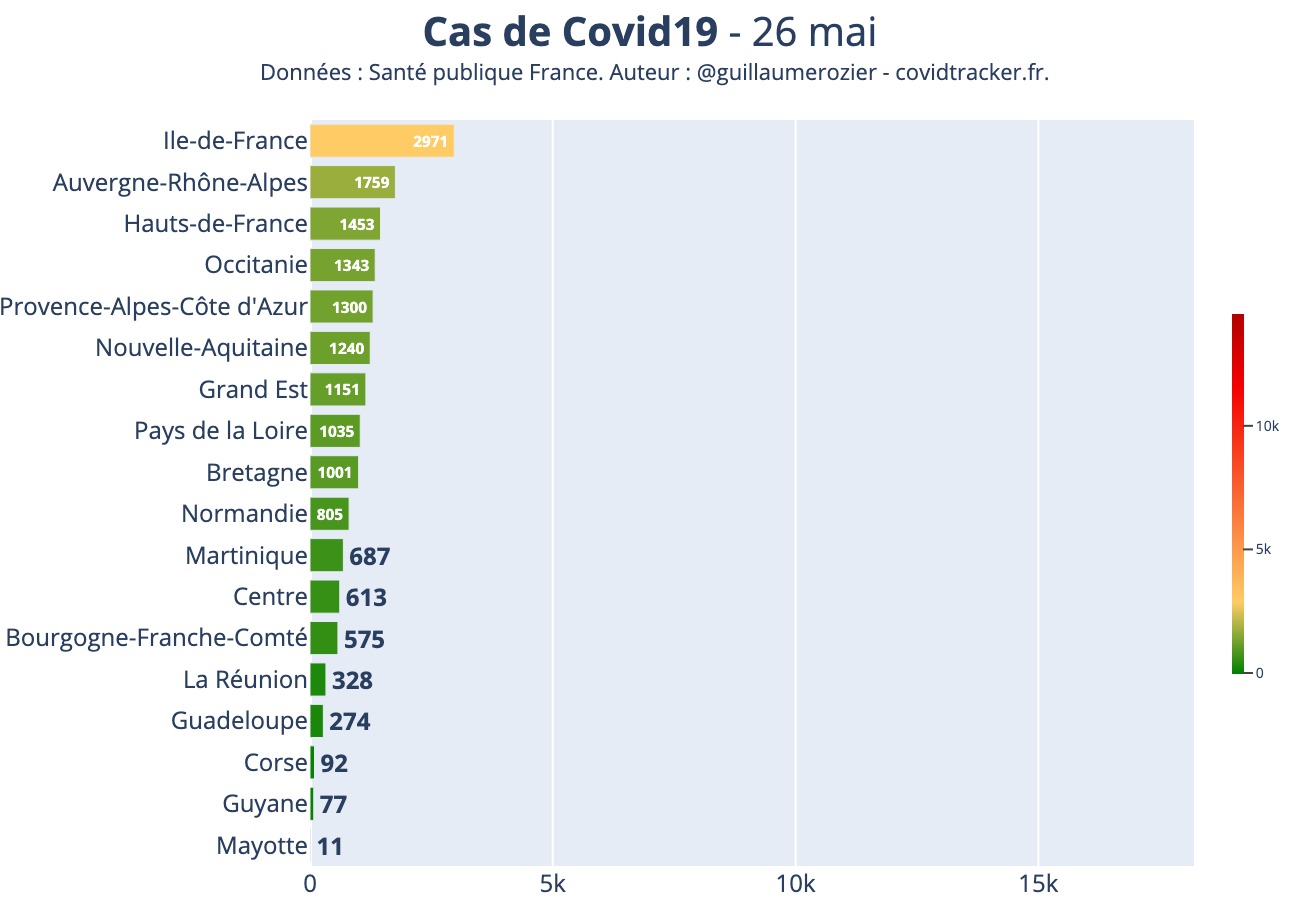 Cas de Covid19 - 26 mai
Données : Santé publique France. Auteur : @guillaumerozier - covidtracker.fr.
Ile-de-France 2971
Auvergne-Rhône-Alpes 1759
Hauts-de-France 1453
Occitanie 1343
Provence-Alpes-Côte d'Azur 1300
Nouvelle-Aquitaine 1240
Grand Est 1151
Pays de la Loire 1035
Bretagne 1001
Normandie 805
Martinique 687
Centre 613
Bourgogne-Franche-Comté 575
La Réunion 328
Guadeloupe 274
Corse 92
Guyane 77
Mayotte 11
0 5k 10k 15k
10k
5k
0